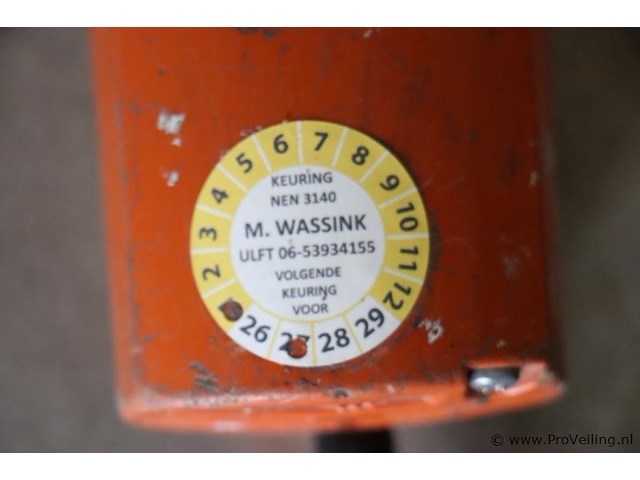 2 3 4 5 6 7 8 9 10 11 12
KEURING
NEN 3140
M. WASSINK
ULFT 06-53934155
VOLGENDE
KEURING
VOOR
26 27 28 29
© www.ProVeiling.nl